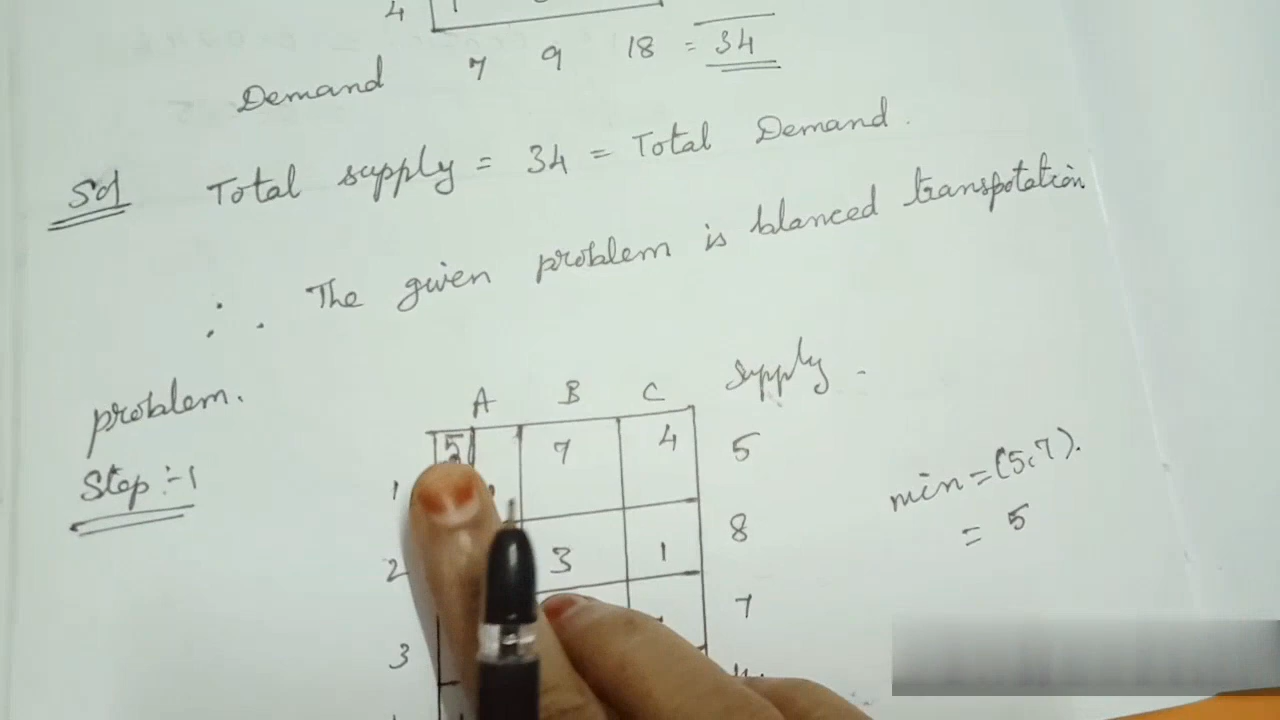 4
7 9 18 = 34
Demand
Sol Total supply = 34 = Total Demand.
∴ The given problem is blanced transpotation
problem.
Step :-1
A B C Supply
1 5 7 4 5
2 3 1 8
3 7
min = (5,7).
= 5